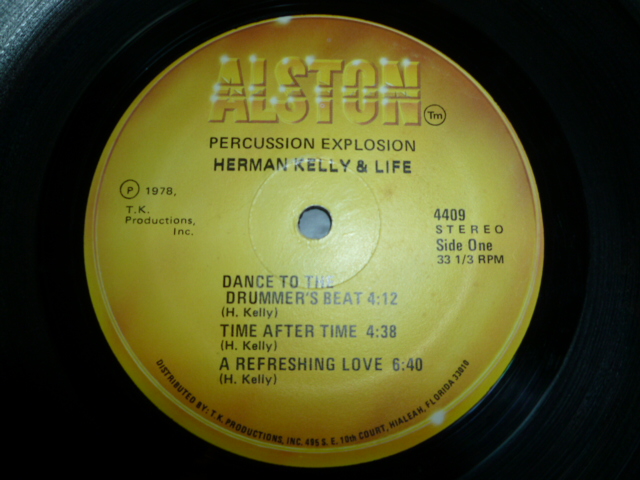 ALSTON
Tm
PERCUSSION EXPLOSION
HERMAN KELLY & LIFE
P 1978,
T.K.
Productions,
Inc.
4409
STEREO
Side One
33 1/3 RPM
DANCE TO THE
DRUMMER'S BEAT 4:12
(H. Kelly)
TIME AFTER TIME 4:38
(H. Kelly)
A REFRESHING LOVE 6:40
(H. Kelly)
DISTRIBUTED BY: T.K. PRODUCTIONS, INC. 495 S. E. 10th COURT, HIALEAH, FLORIDA 33010